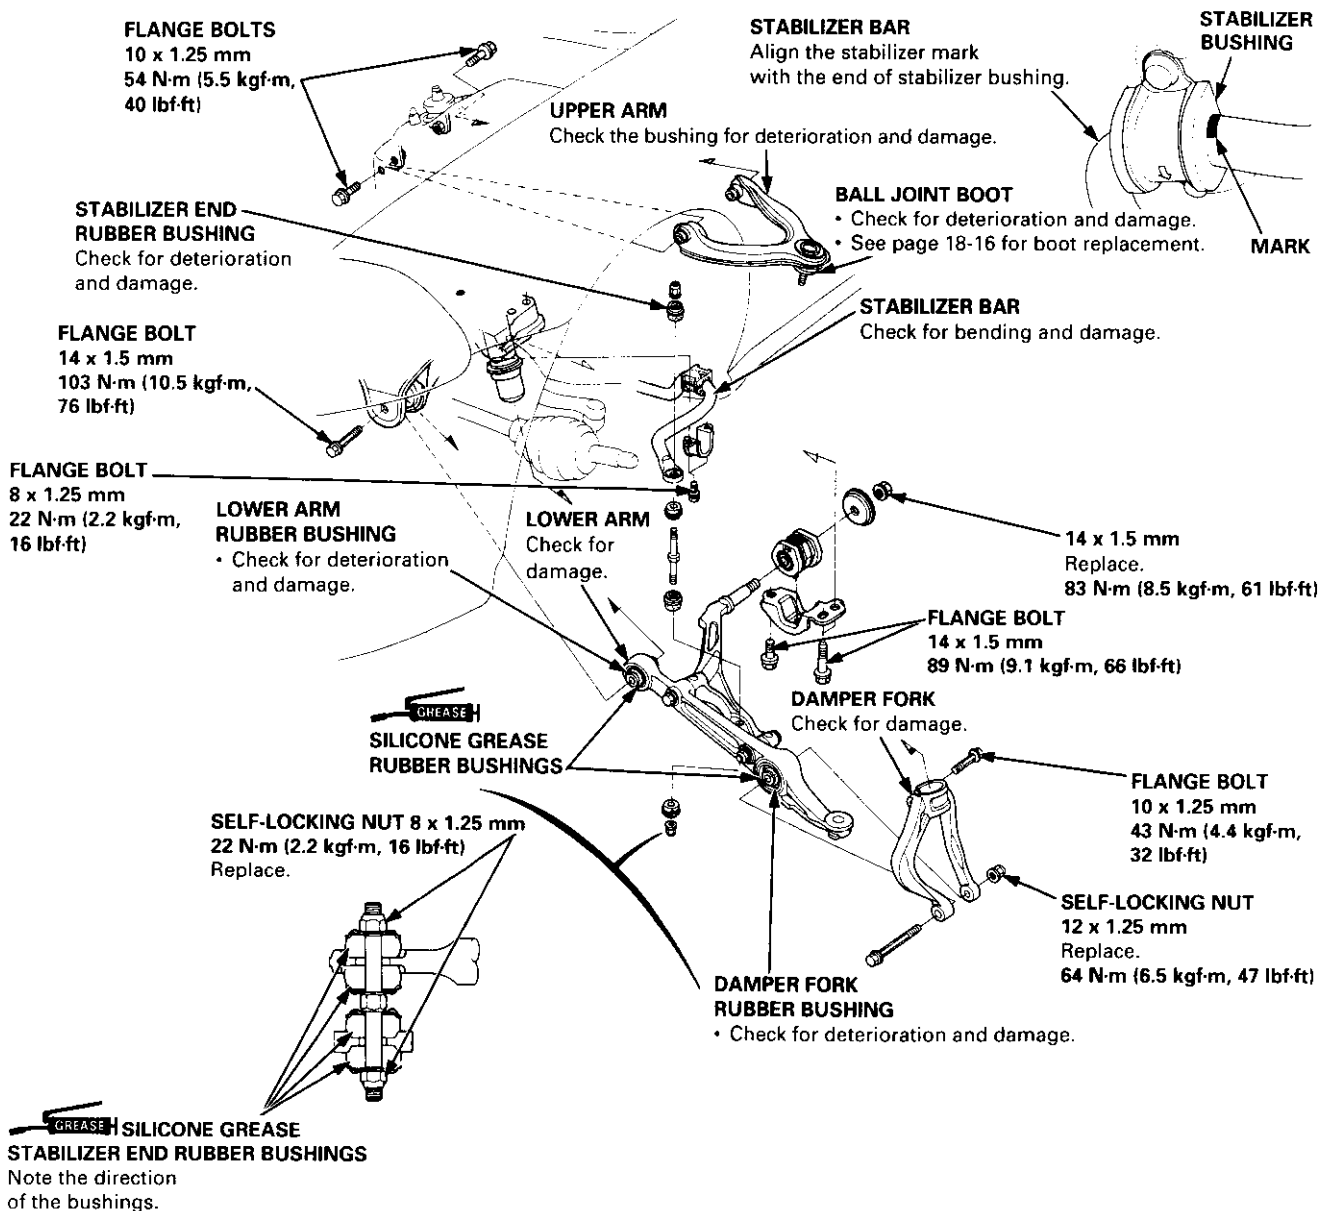 FLANGE BOLTS
10 x 1.25 mm
54 N·m (5.5 kgf·m,
40 lbf·ft)
STABILIZER BAR
Align the stabilizer mark
with the end of stabilizer bushing.
STABILIZER
BUSHING
MARK
UPPER ARM
Check the bushing for deterioration and damage.
BALL JOINT BOOT
• Check for deterioration and damage.
• See page 18-16 for boot replacement.
STABILIZER END
RUBBER BUSHING
Check for deterioration
and damage.
STABILIZER BAR
Check for bending and damage.
FLANGE BOLT
14 x 1.5 mm
103 N·m (10.5 kgf·m,
76 lbf·ft)
FLANGE BOLT
8 x 1.25 mm
22 N·m (2.2 kgf·m,
16 lbf·ft)
LOWER ARM
RUBBER BUSHING
• Check for deterioration
and damage.
LOWER ARM
Check for
damage.
14 x 1.5 mm
Replace.
83 N·m (8.5 kgf·m, 61 lbf·ft)
FLANGE BOLT
14 x 1.5 mm
89 N·m (9.1 kgf·m, 66 lbf·ft)
DAMPER FORK
Check for damage.
GREASE
SILICONE GREASE
RUBBER BUSHINGS
FLANGE BOLT
10 x 1.25 mm
43 N·m (4.4 kgf·m,
32 lbf·ft)
SELF-LOCKING NUT 8 x 1.25 mm
22 N·m (2.2 kgf·m, 16 lbf·ft)
Replace.
SELF-LOCKING NUT
12 x 1.25 mm
Replace.
64 N·m (6.5 kgf·m, 47 lbf·ft)
DAMPER FORK
RUBBER BUSHING
• Check for deterioration and damage.
GREASE SILICONE GREASE
STABILIZER END RUBBER BUSHINGS
Note the direction
of the bushings.